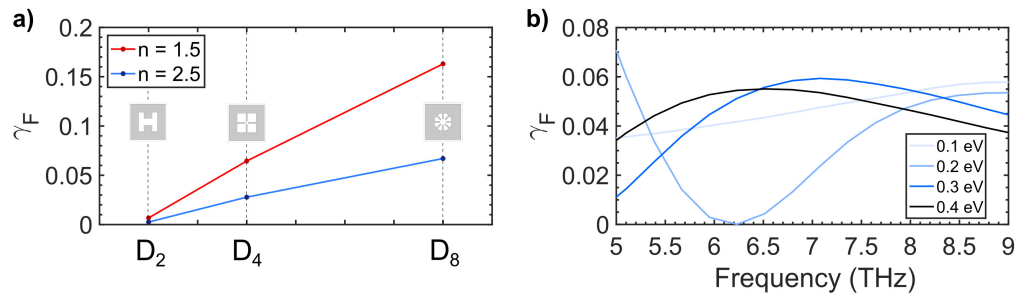 a)
γF
0.2
0.15
0.1
0.05
0
n = 1.5
n = 2.5
D2
D4
D8
b)
γF
0.08
0.06
0.04
0.02
0
0.1 eV
0.2 eV
0.3 eV
0.4 eV
5
5.5
6
6.5
7
7.5
8
8.5
9
Frequency (THz)